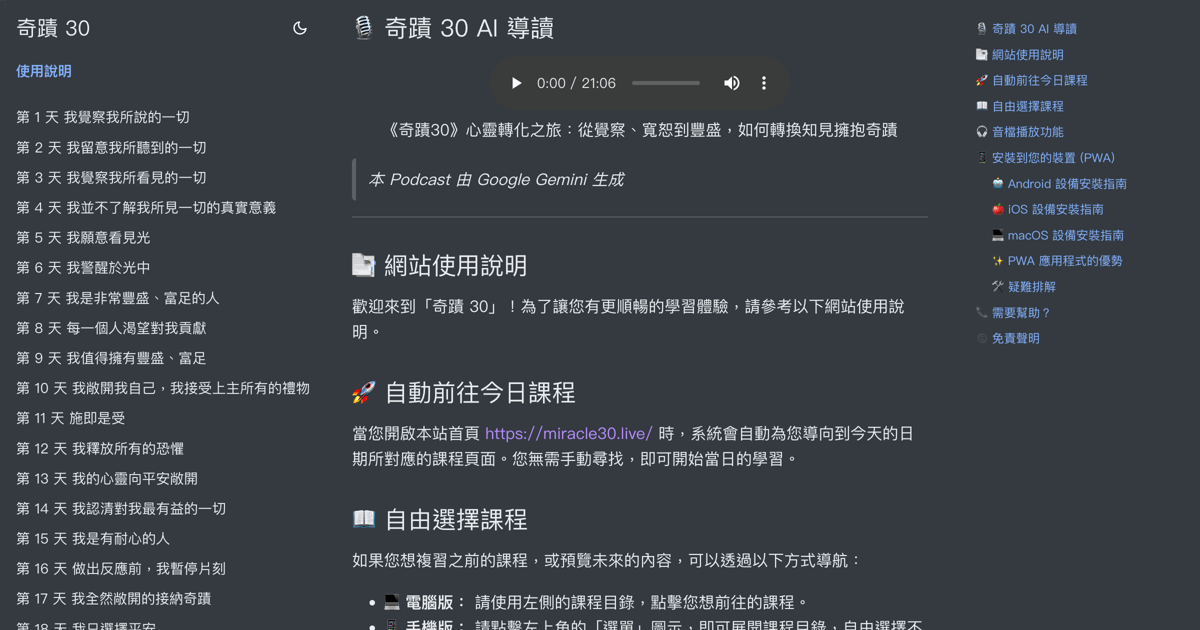 奇蹟 30
使用說明
第 1 天 我覺察我所說的一切
第 2 天 我留意我所聽到的一切
第 3 天 我覺察我所看見的一切
第 4 天 我並不了解我所見一切的真實意義
第 5 天 我願意看見光
第 6 天 我警醒於光中
第 7 天 我是非常豐盛、富足的人
第 8 天 每一個人渴望對我貢獻
第 9 天 我值得擁有豐盛、富足
第 10 天 我敞開我自己，我接受上主所有的禮物
第 11 天 施即是受
第 12 天 我釋放所有的恐懼
第 13 天 我的心靈向平安敞開
第 14 天 我認清對我最有益的一切
第 15 天 我是有耐心的人
第 16 天 做出反應前，我暫停片刻
第 17 天 我全然敞開的接納奇蹟
第 18 天 我只選擇平安
🎙️ 奇蹟 30 AI 導讀
0:00 / 21:06
《奇蹟30》心靈轉化之旅：從覺察、寬恕到豐盛，如何轉換知見擁抱奇蹟
本 Podcast 由 Google Gemini 生成
網站使用說明
歡迎來到「奇蹟 30」！為了讓您有更順暢的學習體驗，請參考以下網站使用說
明。
🚀 自動前往今日課程
當您開啟本站首頁 https://miracle30.live/ 時，系統會自動為您導向到今天的日
期所對應的課程頁面。您無需手動尋找，即可開始當日的學習。
📖 自由選擇課程
如果您想複習之前的課程，或預覽未來的內容，可以透過以下方式導航：
• 💻 電腦版： 請使用左側的課程目錄，點擊您想前往的課程。
• 📱 手機版： 請點擊左上角的「選單」圖示，即可展開課程目錄，自由選擇不
🎙️ 奇蹟 30 AI 導讀
網站使用說明
🚀 自動前往今日課程
📖 自由選擇課程
🎧 音檔播放功能
📱 安裝到您的裝置 (PWA)
🤖 Android 設備安裝指南
🍎 iOS 設備安裝指南
💻 macOS 設備安裝指南
✨ PWA 應用程式的優勢
🛠️ 疑難排解
📞 需要幫助？
免責聲明